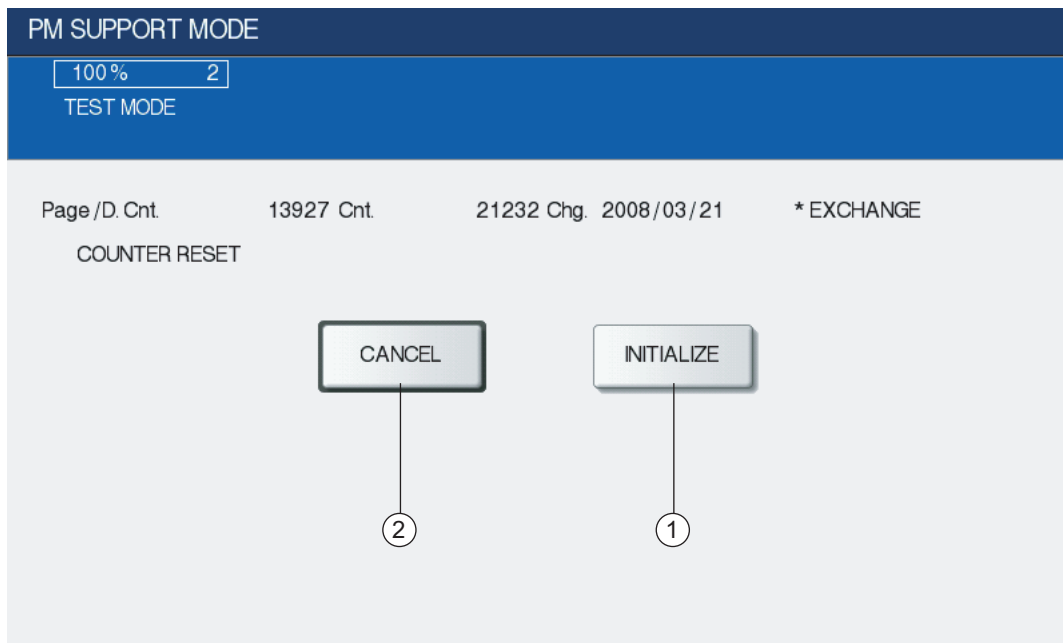 PM SUPPORT MODE
100% 2
TEST MODE
Page /D. Cnt. 13927 Cnt. 21232 Chg. 2008/03/21 * EXCHANGE
COUNTER RESET
CANCEL INITIALIZE
2 1